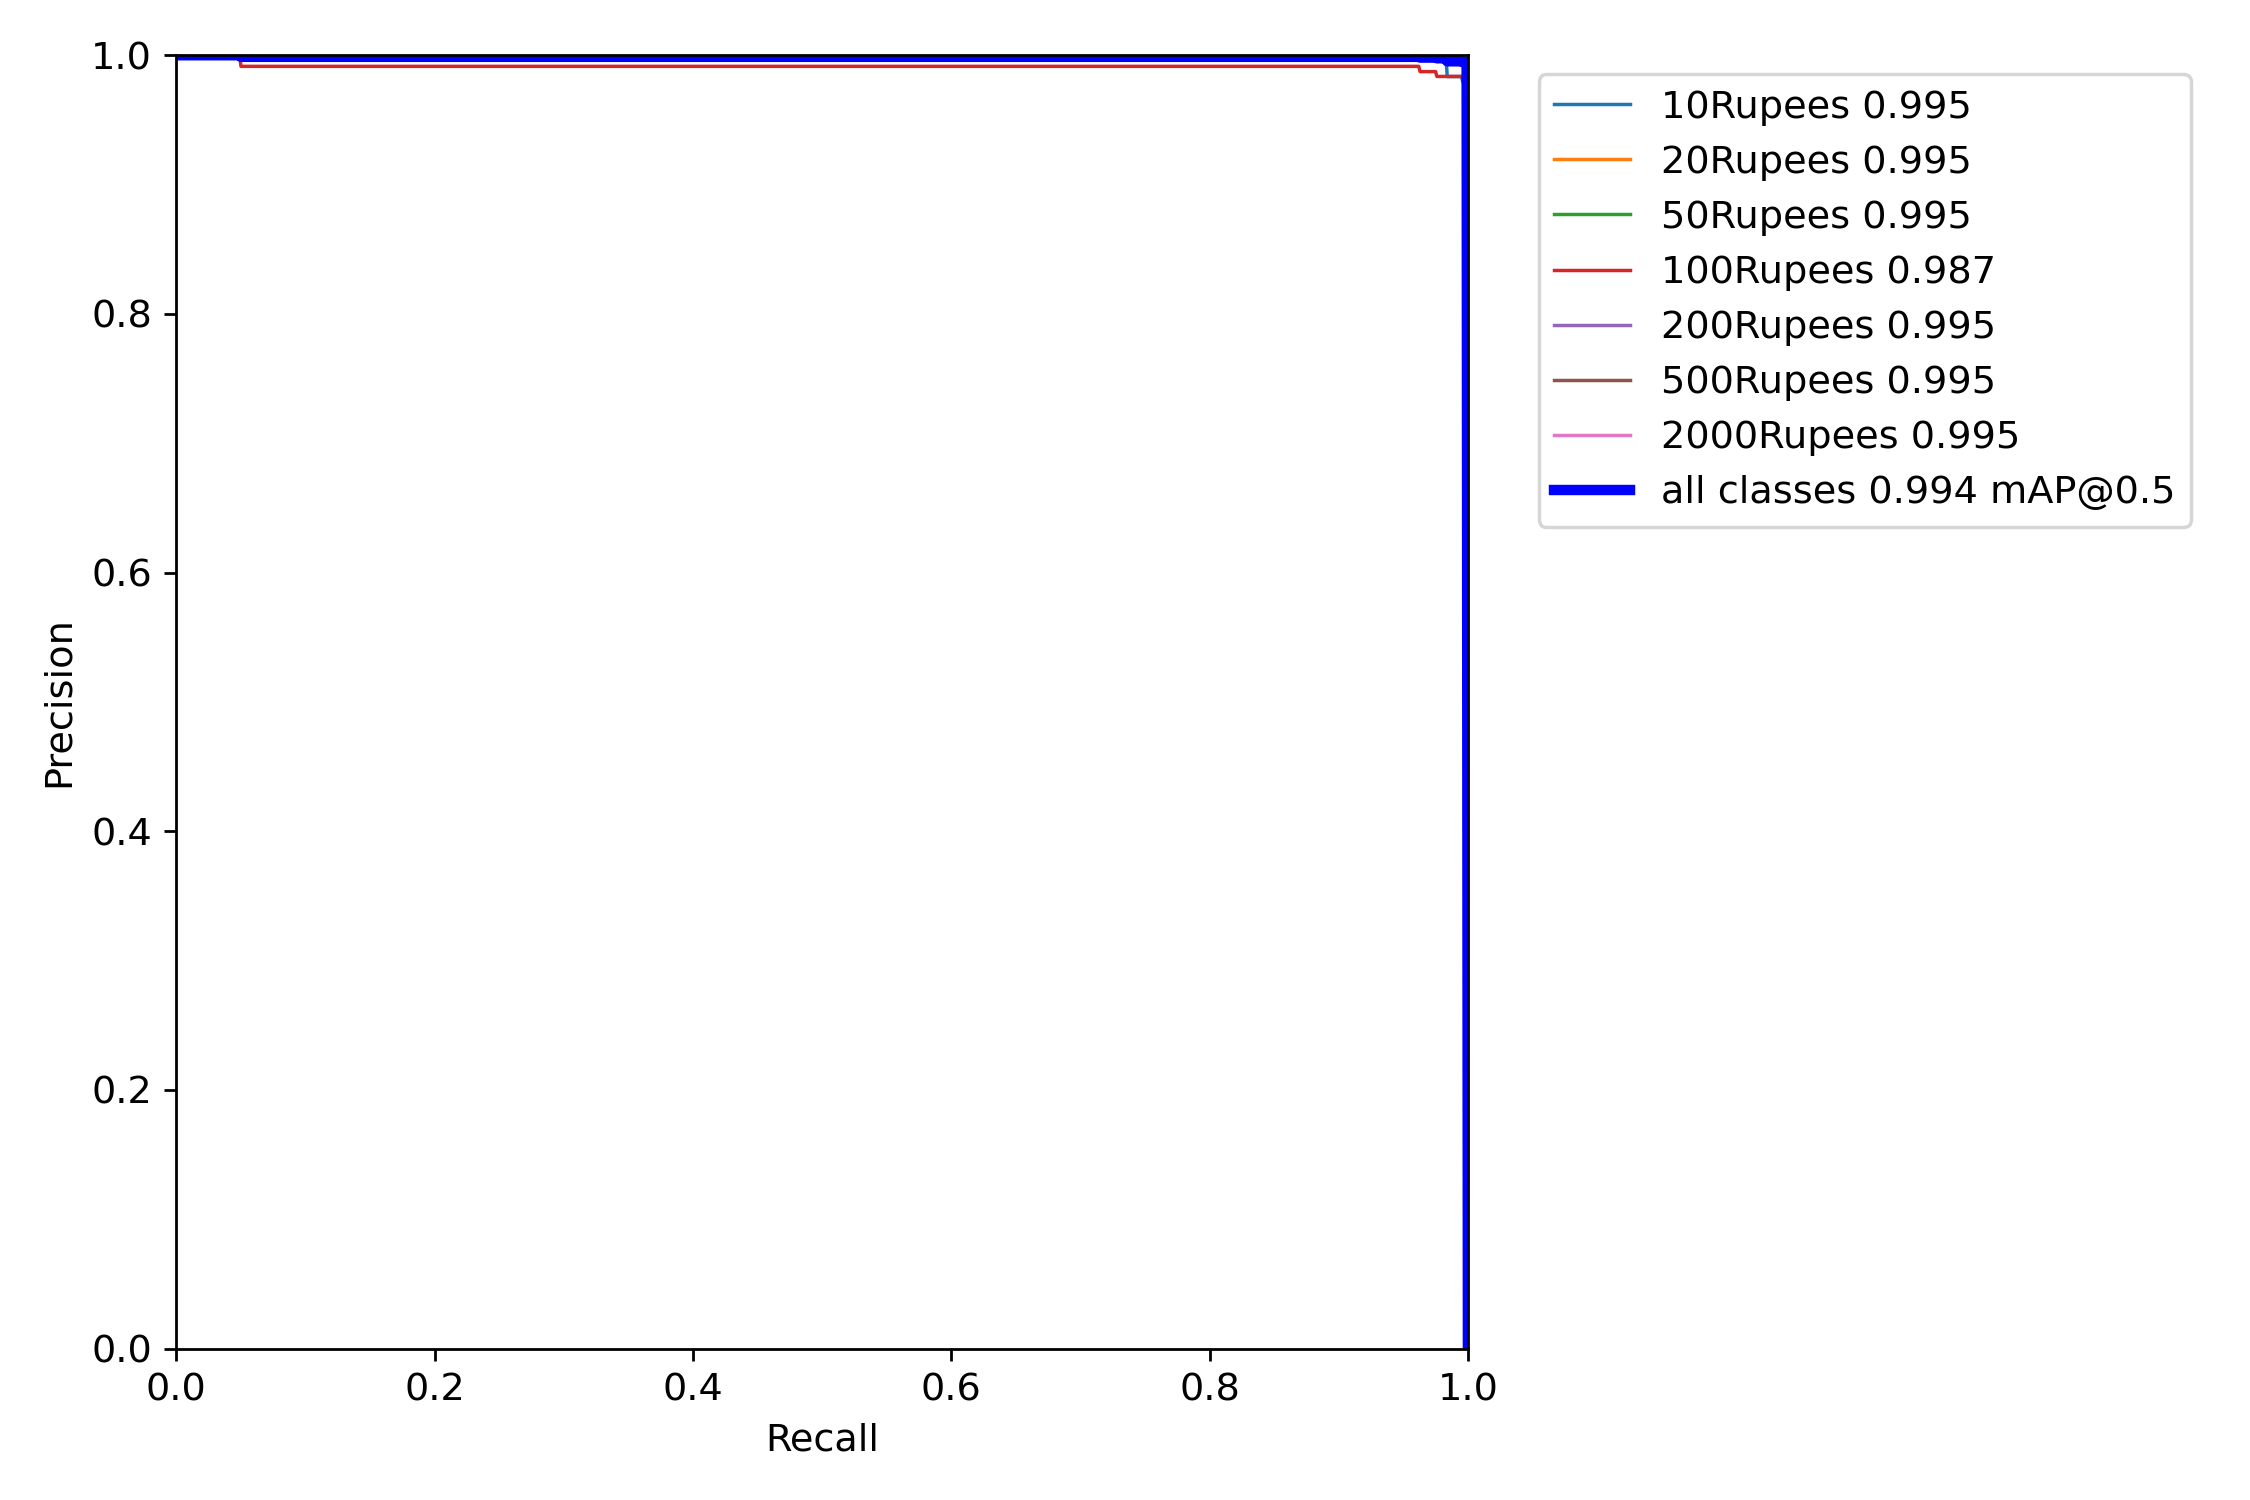 1.0
0.8
0.6
0.4
0.2
0.0
Precision
0.0 0.2 0.4 0.6 0.8 1.0
Recall
10Rupees 0.995
20Rupees 0.995
50Rupees 0.995
100Rupees 0.987
200Rupees 0.995
500Rupees 0.995
2000Rupees 0.995
all classes 0.994 mAP@0.5